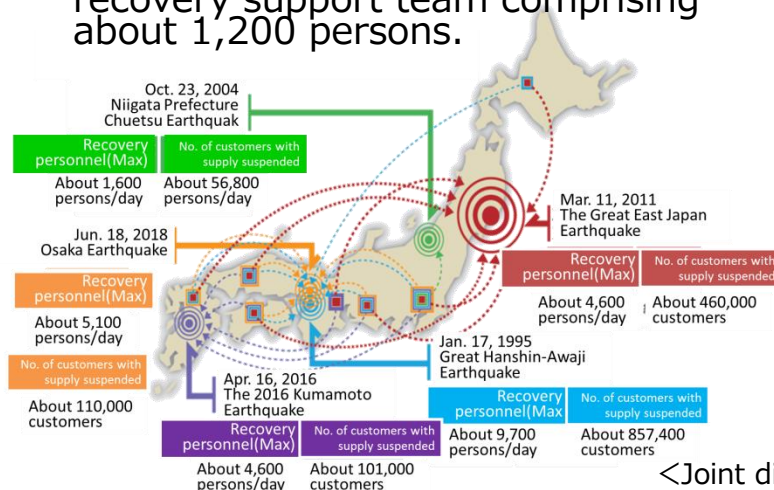 recovery support team comprising
about 1,200 persons.
Oct. 23, 2004
Niigata Prefecture
Chuetsu Earthquak
Recovery
personnel(Max)
No. of customers with
supply suspended
About 1,600
persons/day
About 56,800
persons/day
Jun. 18, 2018
Osaka Earthquake
Recovery
personnel(Max)
About 5,100
persons/day
No. of customers with
supply suspended
About 110,000
customers
Mar. 11, 2011
The Great East Japan
Earthquake
Recovery
personnel(Max)
No. of customers with
supply suspended
About 4,600
persons/day
About 460,000
customers
Apr. 16, 2016
The 2016 Kumamoto
Earthquake
Recovery
personnel(Max)
No. of customers with
supply suspended
About 4,600
persons/day
About 101,000
customers
Jan. 17, 1995
Great Hanshin-Awaji
Earthquake
Recovery
personnel(Max
No. of customers with
supply suspended
About 9,700
persons/day
About 857,400
customers
<Joint di